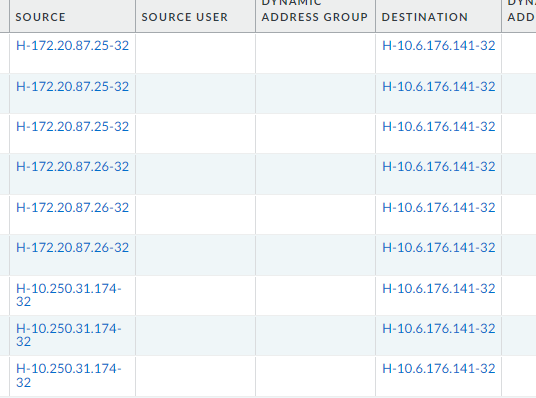 DYNAMIC
SOURCE SOURCE USER ADDRESS GROUP DESTINATION
H-172.20.87.25-32 H-10.6.176.141-32
H-172.20.87.25-32 H-10.6.176.141-32
H-172.20.87.25-32 H-10.6.176.141-32
H-172.20.87.26-32 H-10.6.176.141-32
H-172.20.87.26-32 H-10.6.176.141-32
H-172.20.87.26-32 H-10.6.176.141-32
H-10.250.31.174- H-10.6.176.141-32
32
H-10.250.31.174- H-10.6.176.141-32
32
H-10.250.31.174- H-10.6.176.141-32
32